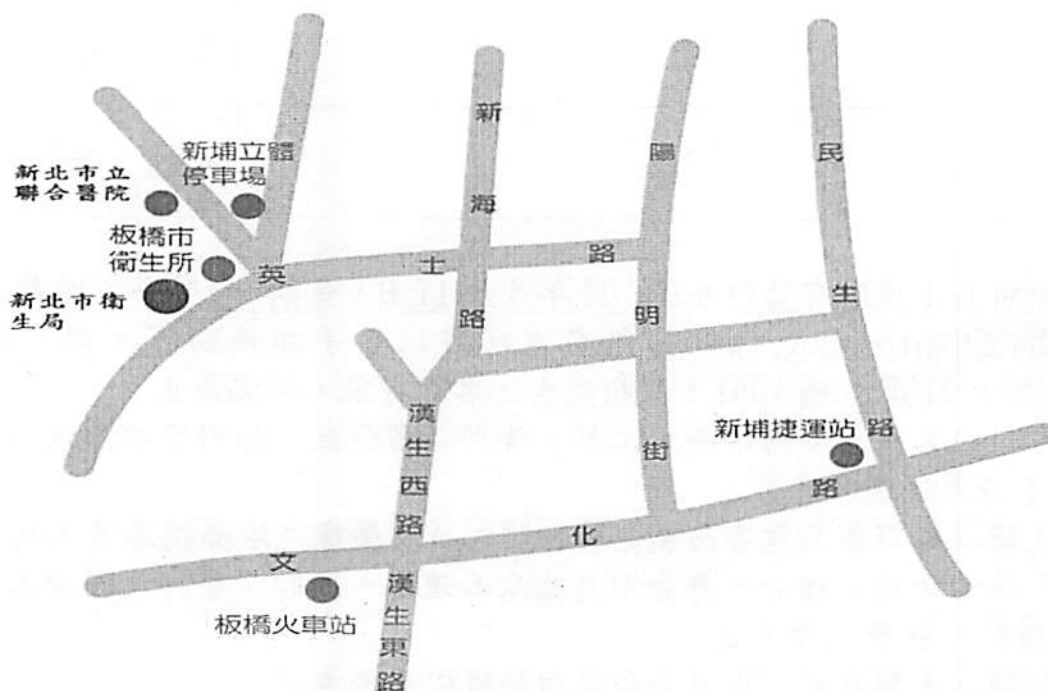 新埔立體
停車場
新北市立
聯合醫院
板橋市
衛生所
新北市衛
生局
英士路
新海路
陽明街
民生路
漢生西路
漢生東路
文化路
新埔捷運站
板橋火車站